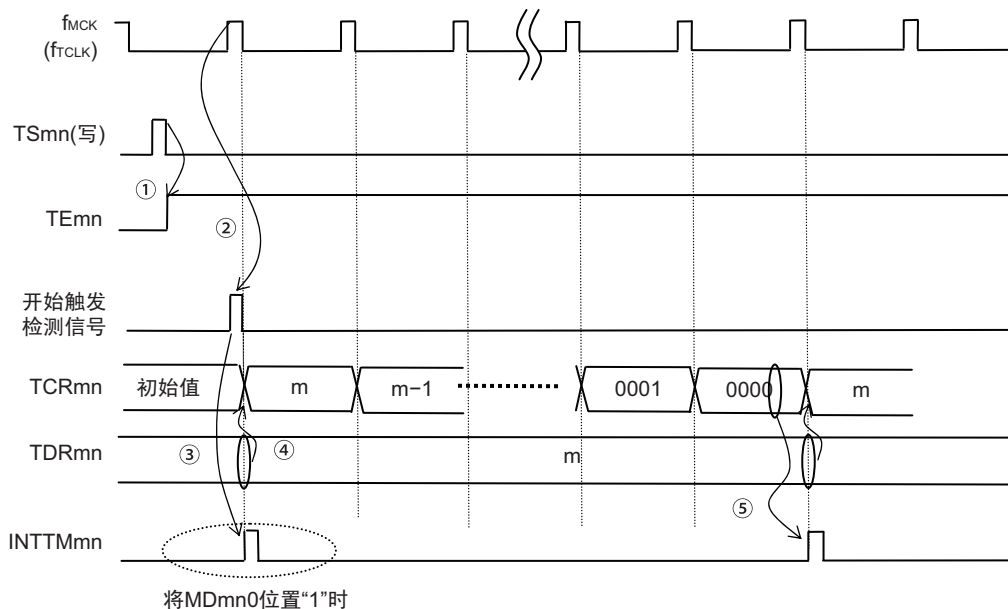 fMCK
(fTCLK)
TSmn(写)
①
TEmn
②
开始触发
检测信号
TCRmn
初始值
m
m−1
0001
0000
m
TDRmn
③
④
m
⑤
INTTMmn
将MDmn0位置“1”时